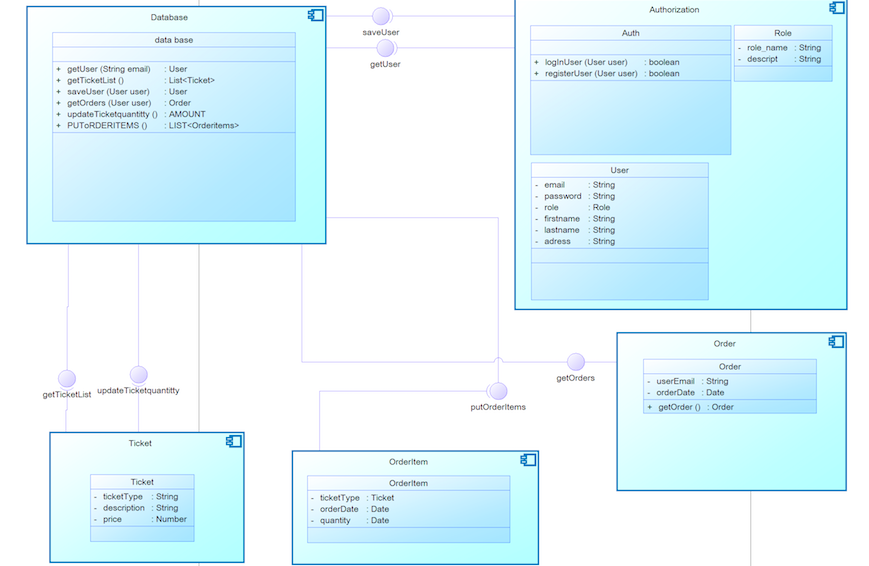 Database
data base
+ getUser (String email) : User
+ getTicketList () : List<Ticket>
+ saveUser (User user) : User
+ getOrders (User user) : Order
+ updateTicketquantity () : AMOUNT
+ PUToRDERITEMS () : LIST<Orderitems>
saveUser
getUser
Authorization
Auth
+ logInUser (User user) : boolean
+ registerUser (User user) : boolean
Role
- role_name : String
- descript : String
User
- email : String
- password : String
- role : Role
- firstname : String
- lastname : String
- adress : String
getTicketList
updateTicketquantitty
putOrderItems
getOrders
Order
Order
- userEmail : String
- orderDate : Date
+ getOrder () : Order
Ticket
Ticket
- ticketType : String
- description : String
- price : Number
OrderItem
OrderItem
- ticketType : Ticket
- orderDate : Date
- quantity : Date